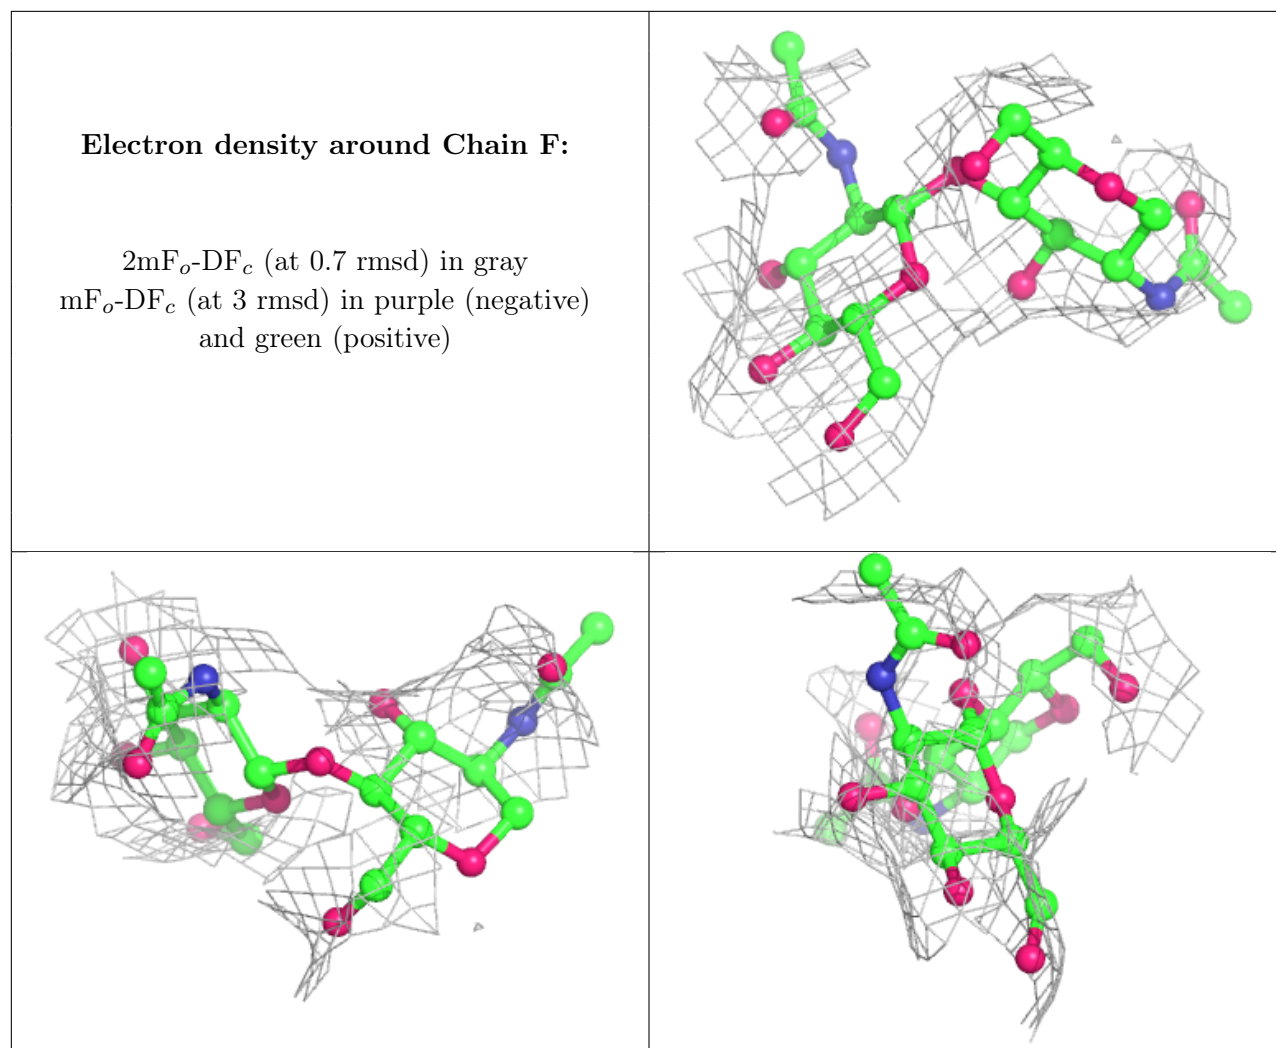 Electron density around Chain F:
2mFₒ-DF𝒸 (at 0.7 rmsd) in gray
mFₒ-DF𝒸 (at 3 rmsd) in purple (negative)
and green (positive)